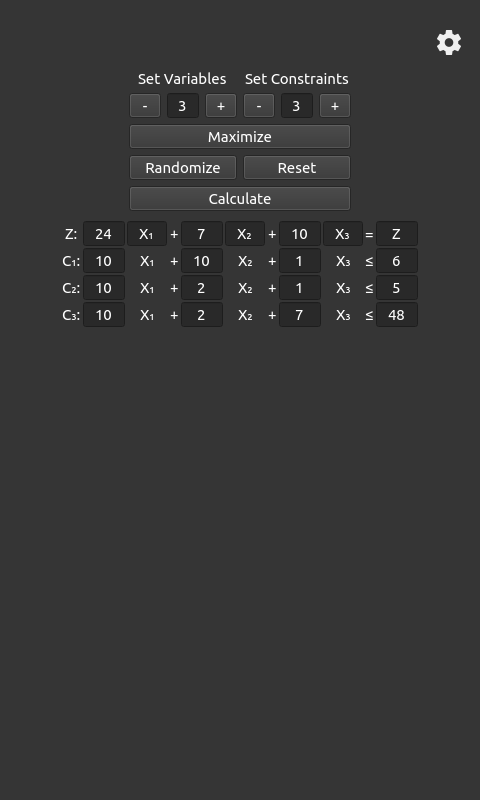 Set Variables Set Constraints
- 3 + - 3 +
Maximize
Randomize Reset
Calculate
Z: 24 X₁ + 7 X₂ + 10 X₃ = Z
C₁: 10 X₁ + 10 X₂ + 1 X₃ ≤ 6
C₂: 10 X₁ + 2 X₂ + 1 X₃ ≤ 5
C₃: 10 X₁ + 2 X₂ + 7 X₃ ≤ 48